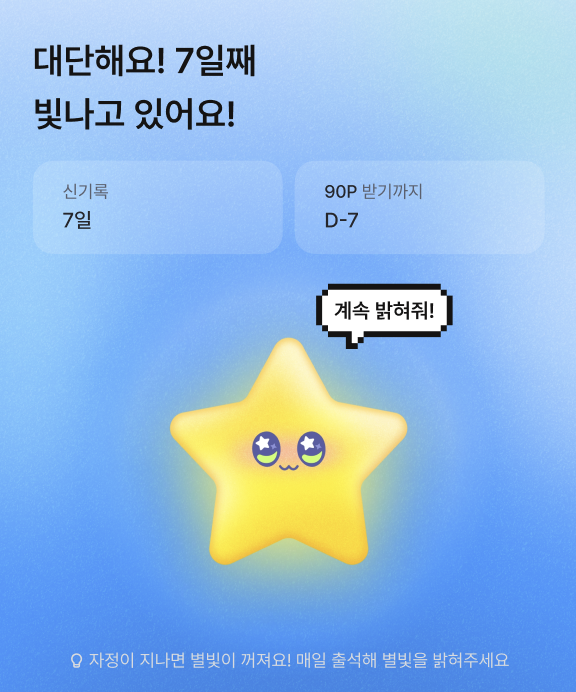 대단해요! 7일째
빛나고 있어요!
신기록
7일
90P 받기까지
D-7
계속 밝혀줘!
자정이 지나면 별빛이 꺼져요! 매일 출석해 별빛을 밝혀주세요